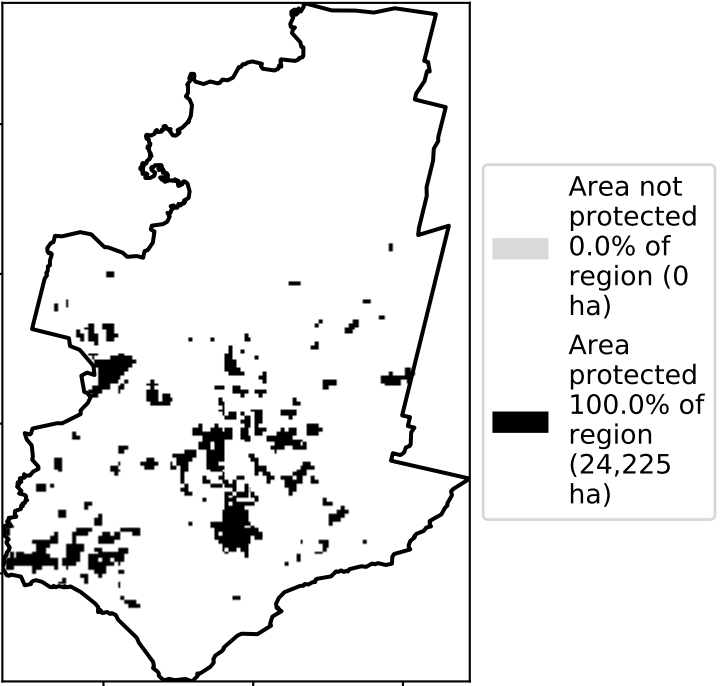 Area not
protected
0.0% of
region (0
ha)
Area
protected
100.0% of
region
(24,225
ha)